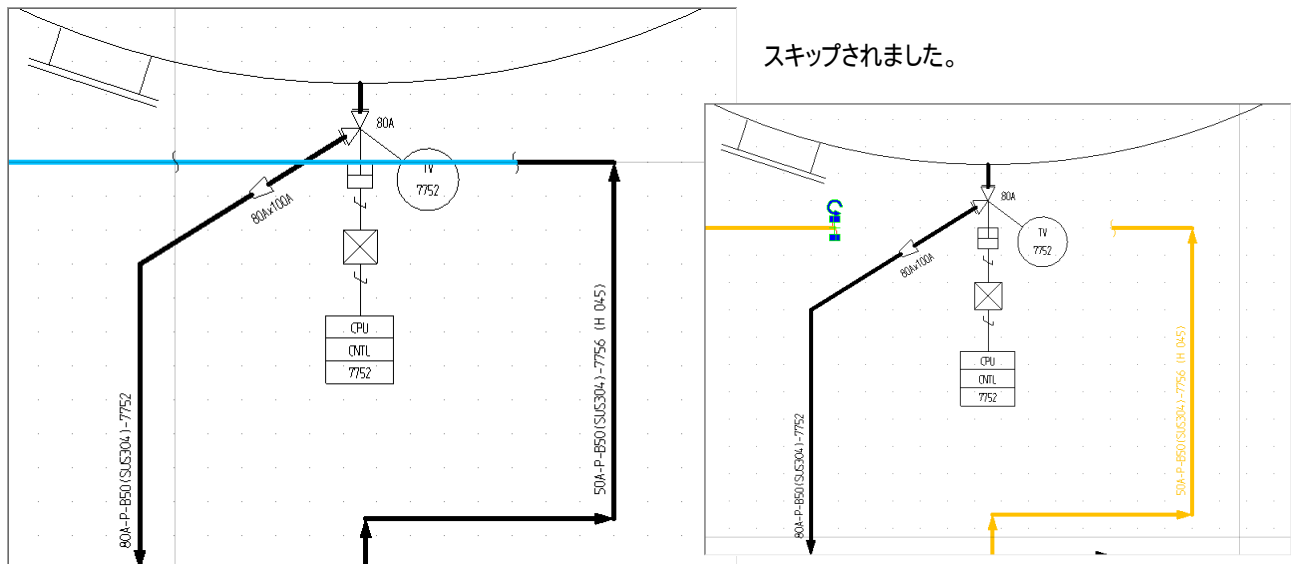 スキップされました。
80A
TV
7752
80Ax100A
CPU
CNTL
7752
80A-P-B50(SUS304)-7752
50A-P-B50(SUS304)-7756 (H 045)
80A
TV
7752
80Ax100A
CPU
CNTL
7752
80A-P-B50(SUS304)-7752
50A-P-B50(SUS304)-7756 (H 045)